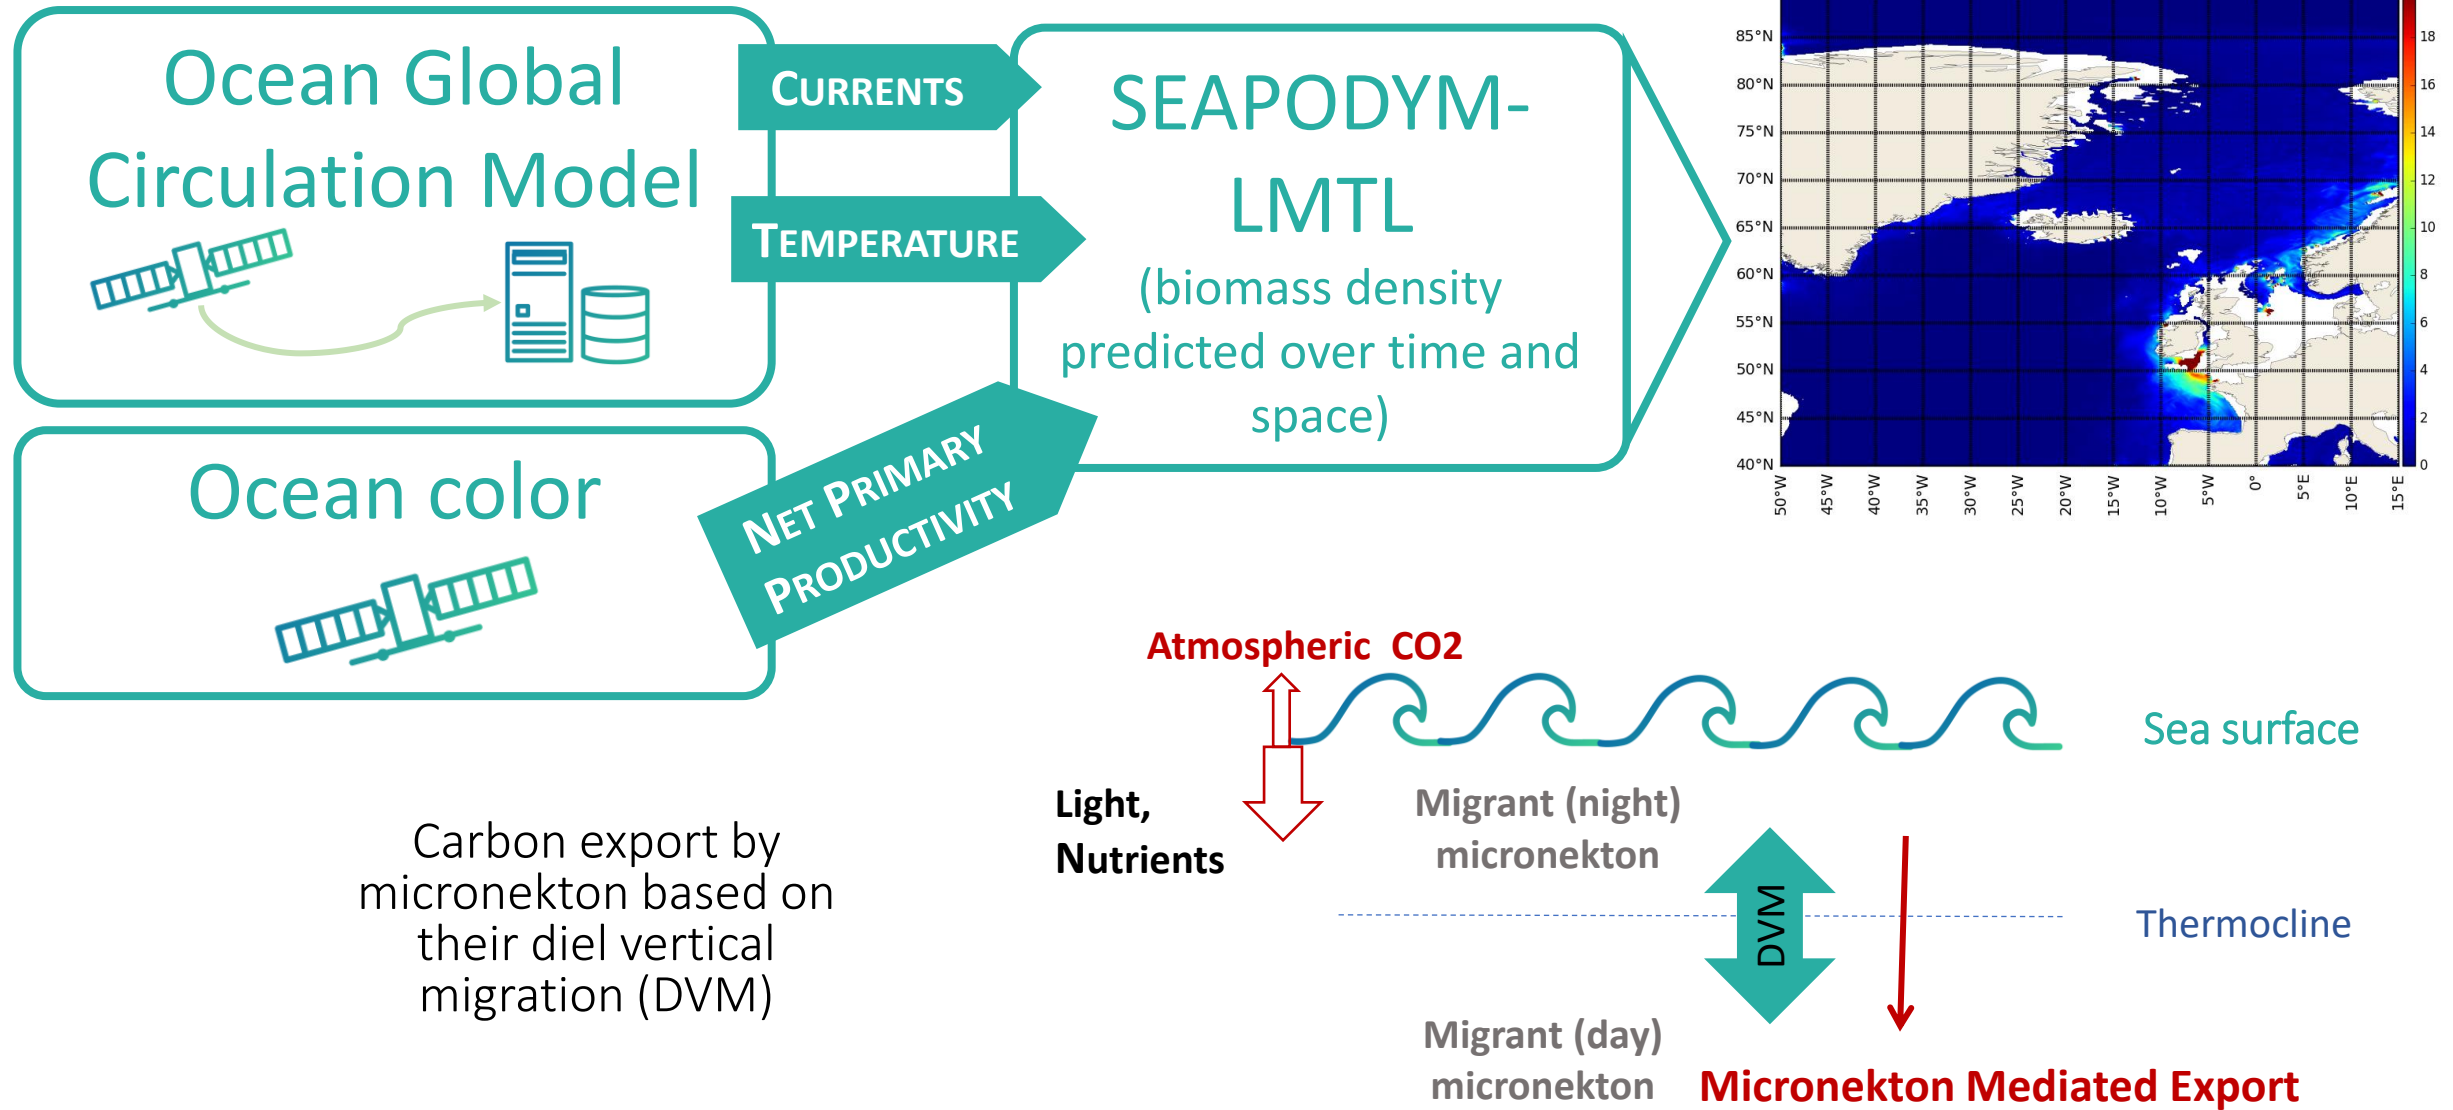 Ocean Global
Circulation Model
CURRENTS
TEMPERATURE
SEAPODYM-
LMTL
(biomass density
predicted over time and
space)
Ocean color
NET PRIMARY
PRODUCTIVITY
85°N
80°N
75°N
70°N
65°N
60°N
55°N
50°N
45°N
40°N
50°W
45°W
40°W
35°W
30°W
25°W
20°W
15°W
10°W
5°W
0°
5°E
10°E
15°E
18
16
14
12
10
8
6
4
2
0
Carbon export by
micronekton based on
their diel vertical
migration (DVM)
Atmospheric CO2
Sea surface
Light,
Nutrients
Migrant (night)
micronekton
DVM
Thermocline
Migrant (day)
micronekton
Micronekton Mediated Export